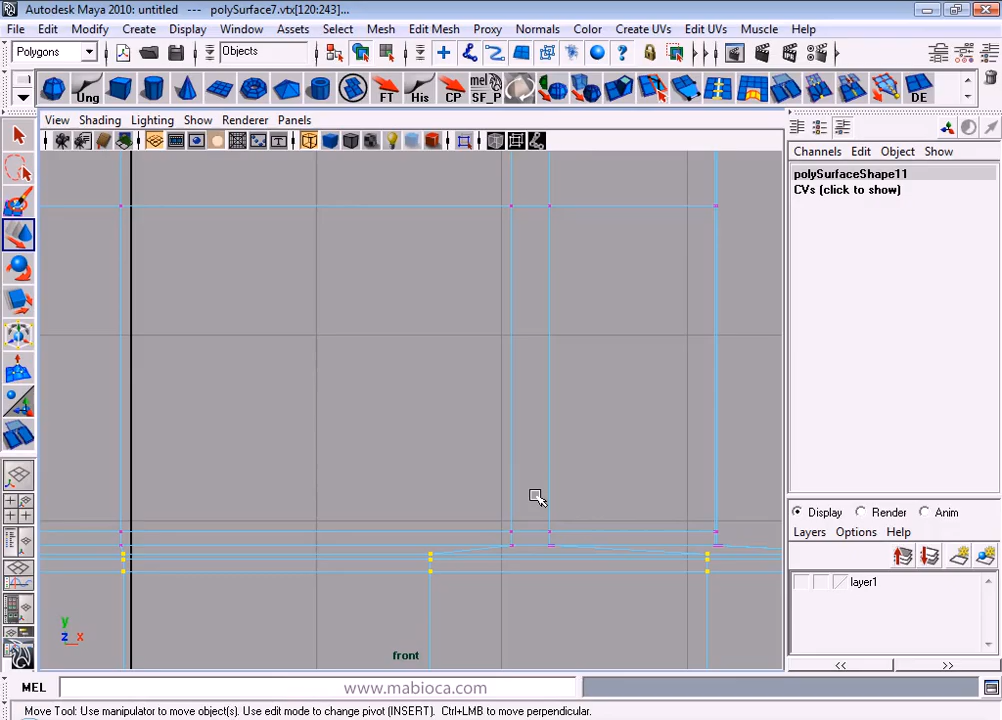 Autodesk Maya 2010: untitled --- polySurface7.vtx[120:243]...
File Edit Modify Create Display Window Assets Select Mesh Edit Mesh Proxy Normals Color Create UVs Edit UVs Muscle Help
Polygons Objects
Ung FT His CP mel SF_P DE
View Shading Lighting Show Renderer Panels
Channels Edit Object Show
polySurfaceShape11
CVs (click to show)
Display Render Anim
Layers Options Help
layer1
y
z x
front
<< >>
MEL www.mabioca.com
Move Tool: Use manipulator to move object(s). Use edit mode to change pivot (INSERT). Ctrl+LMB to move perpendicular.